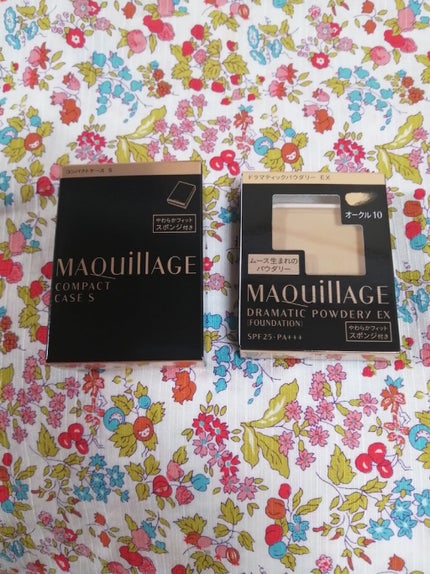 コンパクトケース S
やわらかフィット
スポンジ付き
MAQuillAGE
COMPACT
CASE S
ドラマティックパウダリー EX
オークル10
ムース生まれの
パウダリー
MAQuillAGE
DRAMATIC POWDERY EX
(FOUNDATION)
SPF25・PA+++
やわらかフィット
スポンジ付き